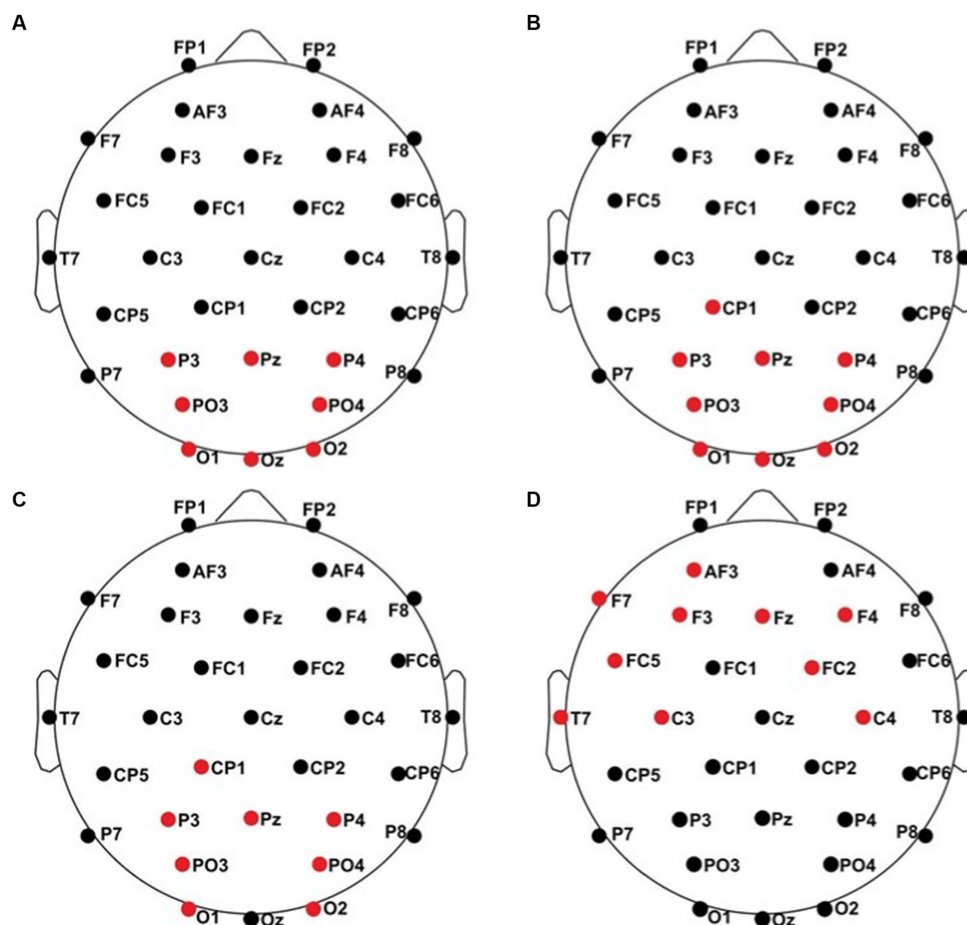 A B
FP1 FP2 FP1 FP2
AF3 AF4 AF3 AF4
F7 F8 F7 F8
F3 Fz F4 F3 Fz F4
FC5 FC6 FC5 FC6
FC1 FC2 FC1 FC2
T7 C3 Cz C4 T8 T7 C3 Cz C4 T8
CP5 CP1 CP2 CP6 CP5 CP1 CP2 CP6
P3 Pz P4 P3 Pz P4
P7 P8 P7 P8
PO3 PO4 PO3 PO4
O1 Oz O2 O1 Oz O2
C D
FP1 FP2 FP1 FP2
AF3 AF4 AF3 AF4
F7 F8 F7 F8
F3 Fz F4 F3 Fz F4
FC5 FC6 FC5 FC6
FC1 FC2 FC1 FC2
T7 C3 Cz C4 T8 T7 C3 Cz C4 T8
CP5 CP1 CP2 CP6 CP5 CP1 CP2 CP6
P3 Pz P4 P3 Pz P4
P7 P8 P7 P8
PO3 PO4 PO3 PO4
O1 Oz O2 O1 Oz O2